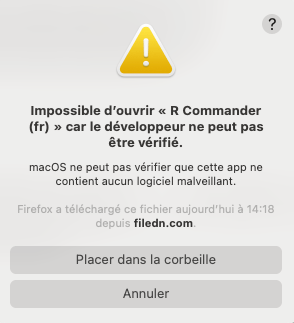 ?
Impossible d’ouvrir « R Commander
(fr) » car le développeur ne peut pas
être vérifié.
macOS ne peut pas vérifier que cette app ne
contient aucun logiciel malveillant.
Firefox a téléchargé ce fichier aujourd’hui à 14:18
depuis filedn.com.
Placer dans la corbeille
Annuler